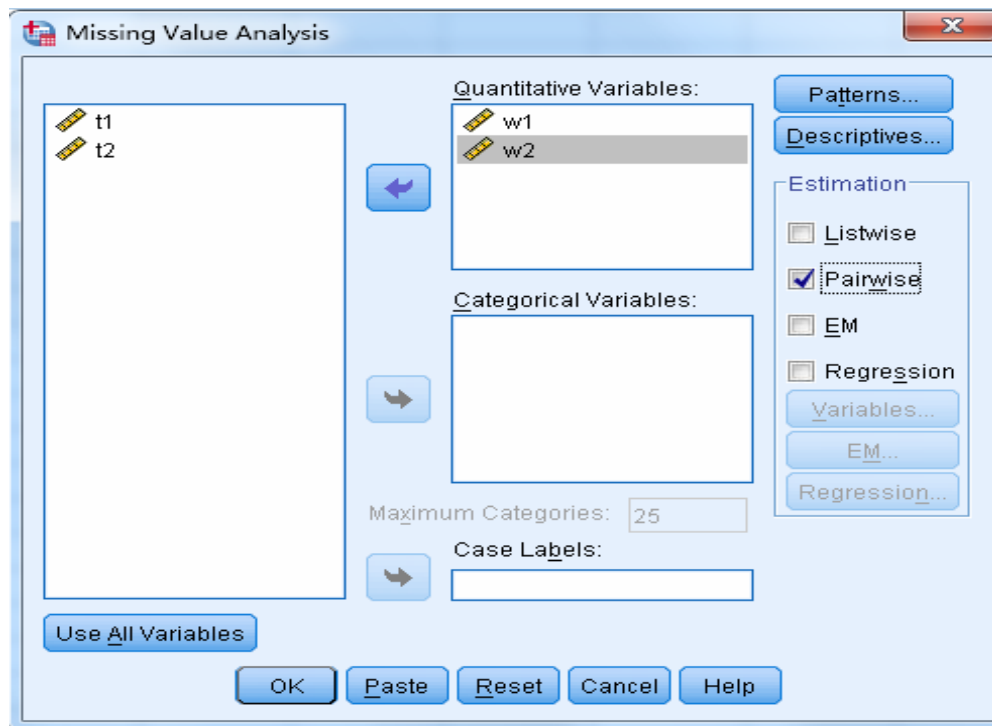 Missing Value Analysis
t1
t2
Quantitative Variables:
w1
w2
Categorical Variables:
Maximum Categories: 25
Case Labels:
Patterns...
Descriptives...
Estimation
Listwise
Pairwise
EM
Regression
Variables...
EM...
Regression...
Use All Variables
OK Paste Reset Cancel Help